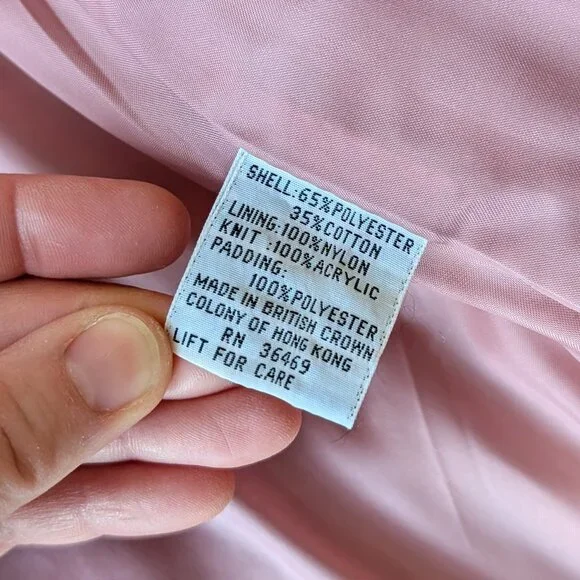 SHELL:65%POLYESTER
35%COTTON
LINING:100%NYLON
KNIT :100%ACRYLIC
PADDING:
100%POLYESTER
MADE IN BRITISH CROWN
COLONY OF HONG KONG
RN 36469
LIFT FOR CARE